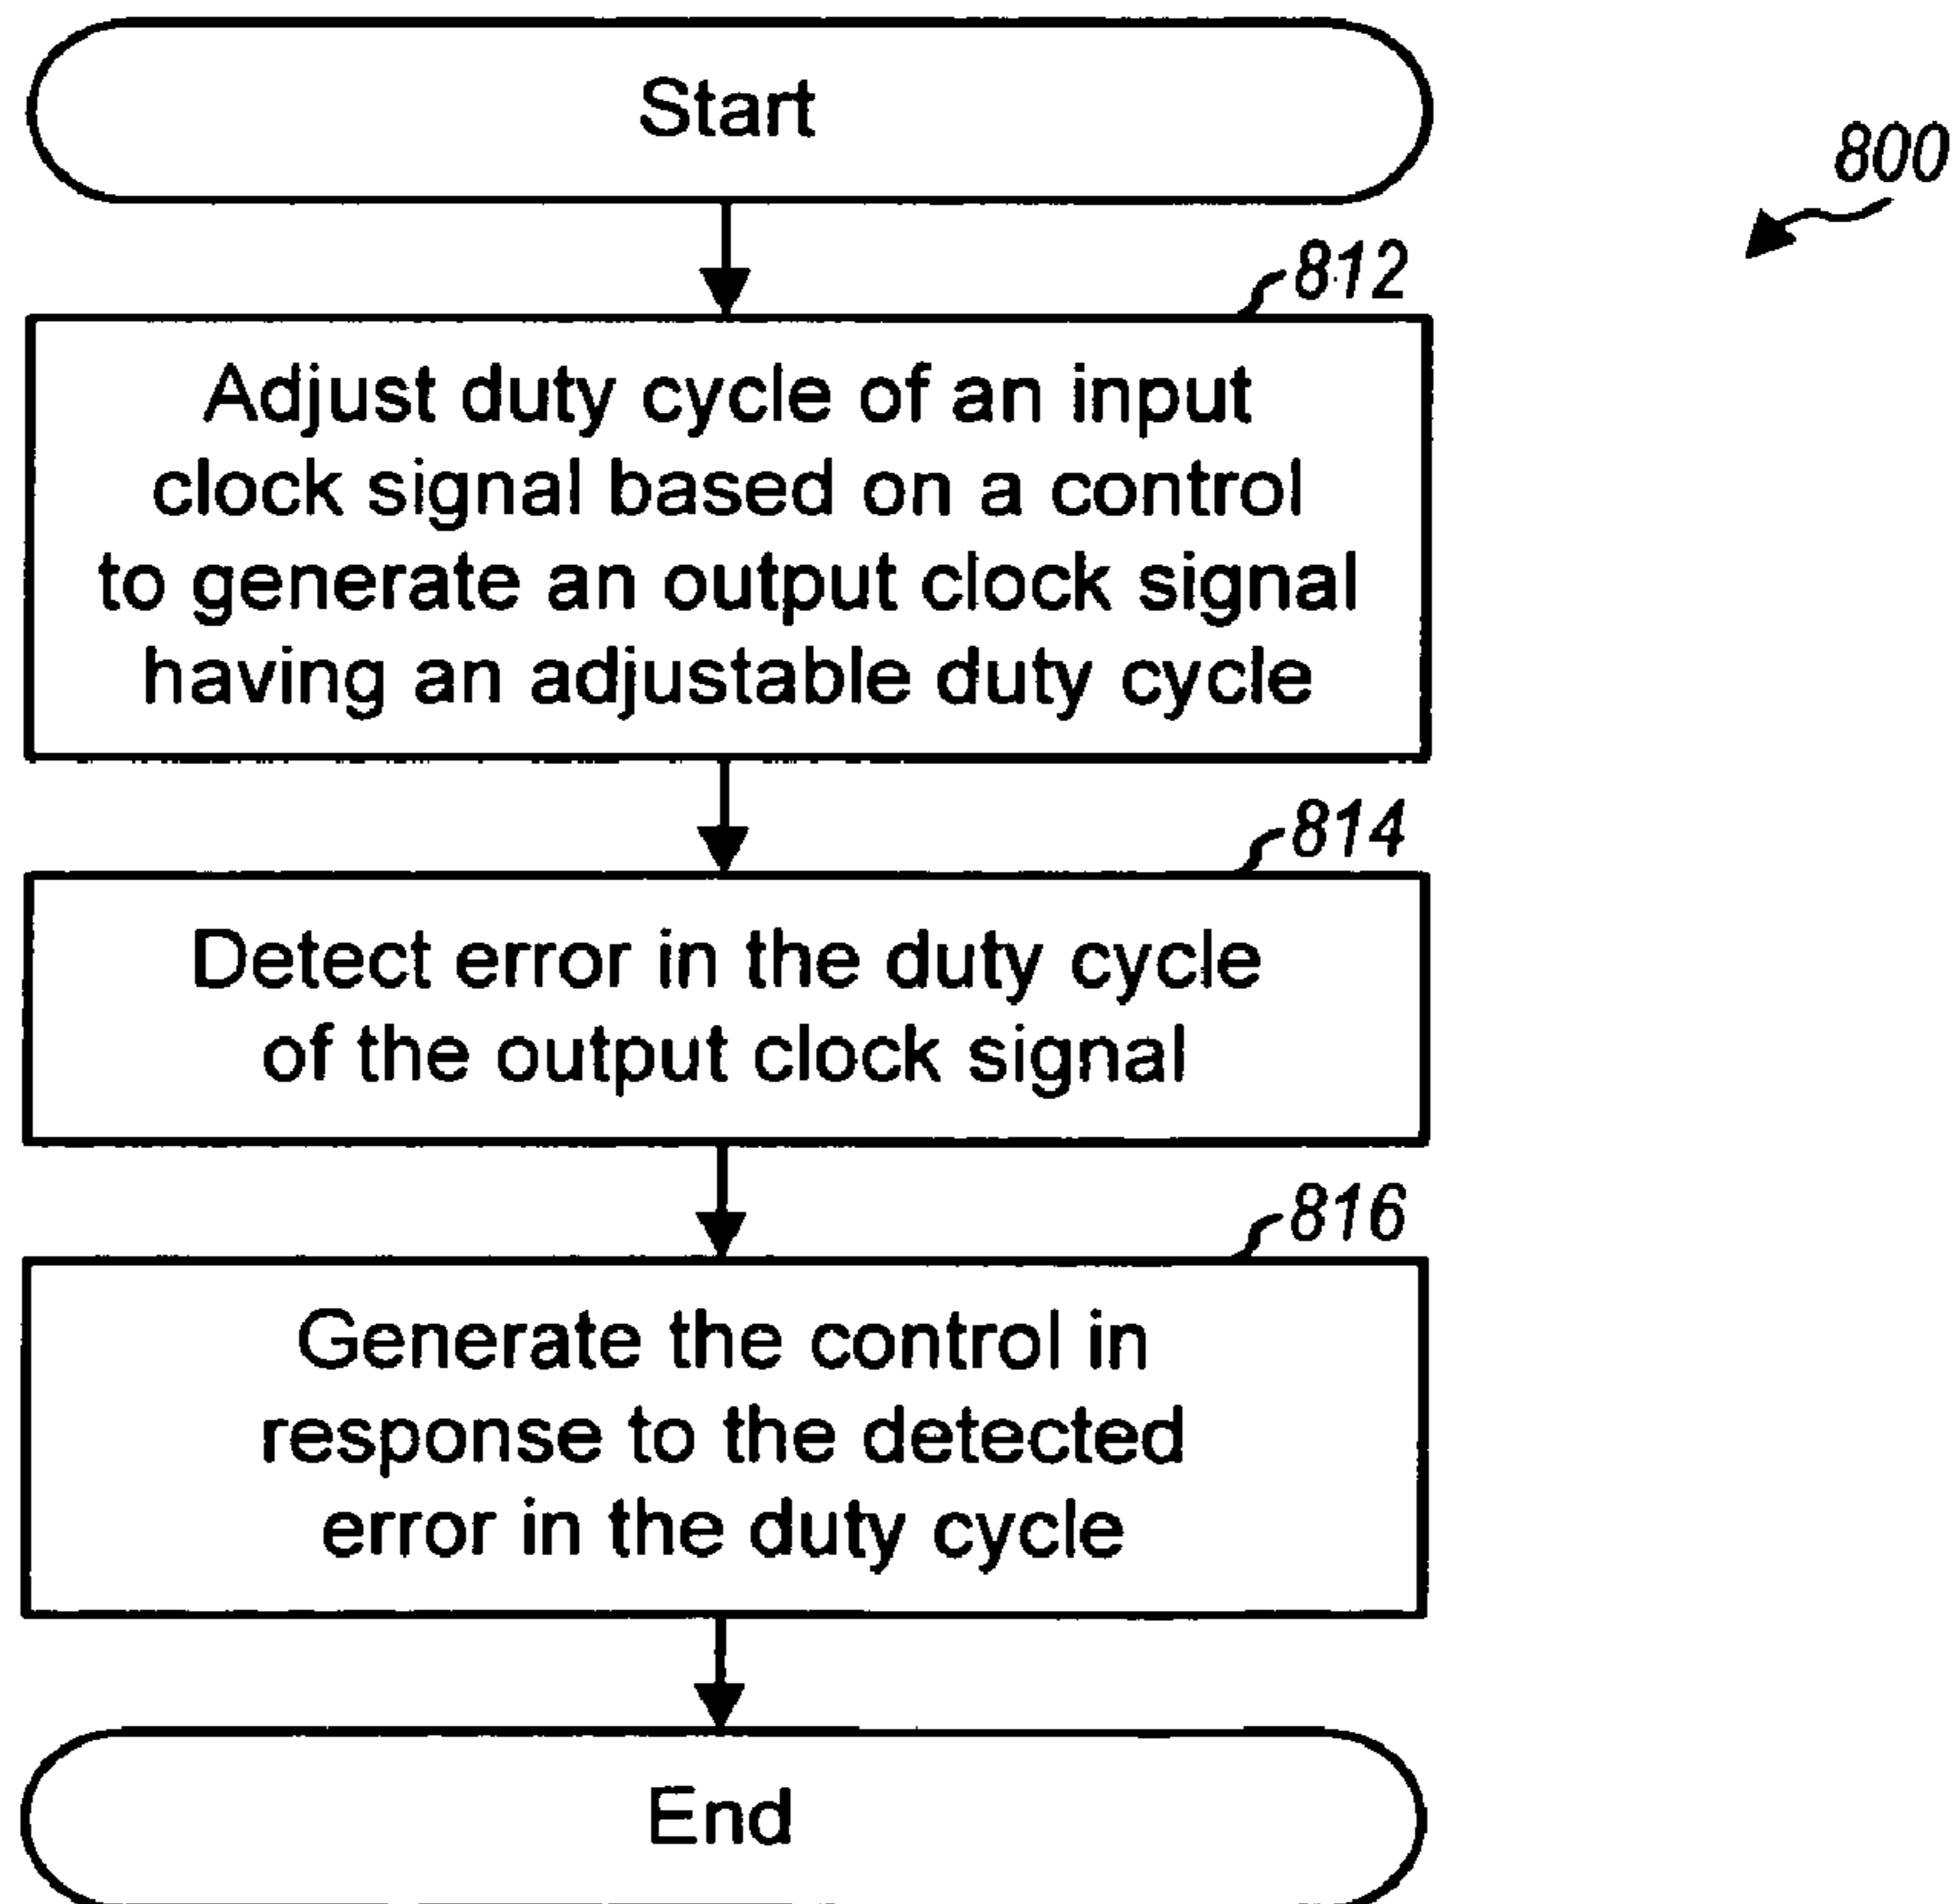 Start
800
812
Adjust duty cycle of an input
clock signal based on a control
to generate an output clock signal
having an adjustable duty cycle
814
Detect error in the duty cycle
of the output clock signal
816
Generate the control in
response to the detected
error in the duty cycle
End